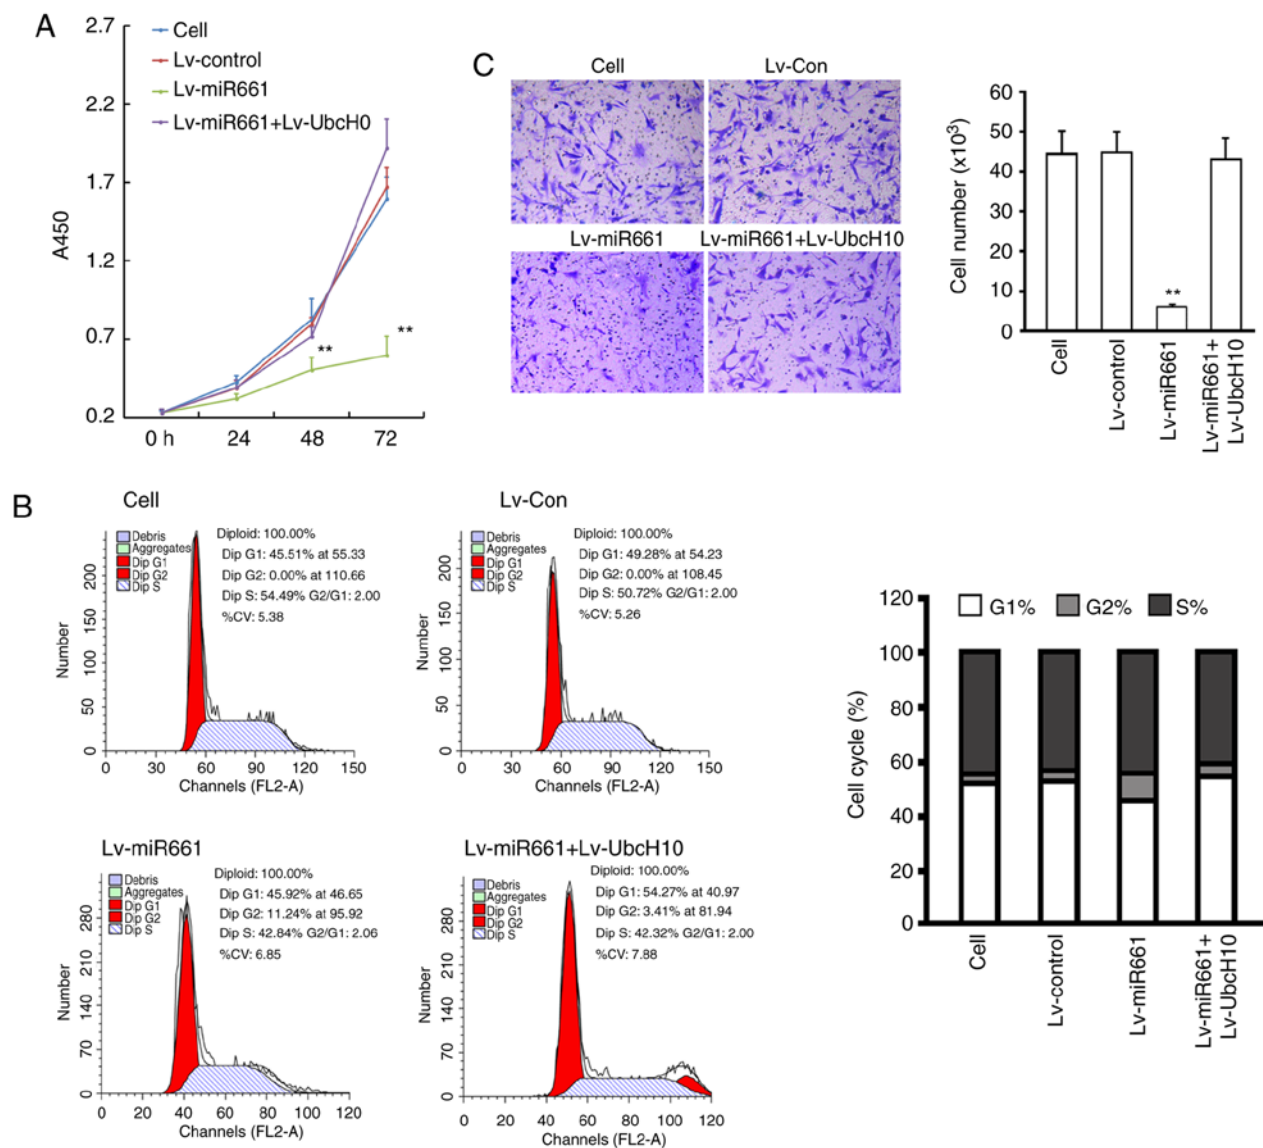 A
2.7
2.2
1.7
1.2
0.7
0.2
A450
Cell
Lv-control
Lv-miR661
Lv-miR661+Lv-UbcH0
**
**
0 h 24 48 72
C
Cell Lv-Con
Lv-miR661 Lv-miR661+Lv-UbcH10
Cell number (x10³)
60
50
40
30
20
10
0
**
Cell
Lv-control
Lv-miR661
Lv-miR661+
Lv-UbcH10
B
Cell
Debris
Aggregates
Dip G1
Dip G2
Dip S
Diploid: 100.00%
Dip G1: 45.51% at 55.33
Dip G2: 0.00% at 110.66
Dip S: 54.49% G2/G1: 2.00
%CV: 5.38
Number
200
150
100
50
0
0 30 60 90 120 150
Channels (FL2-A)
Lv-Con
Debris
Aggregates
Dip G1
Dip G2
Dip S
Diploid: 100.00%
Dip G1: 49.28% at 54.23
Dip G2: 0.00% at 108.45
Dip S: 50.72% G2/G1: 2.00
%CV: 5.26
Number
200
150
100
50
0
0 30 60 90 120 150
Channels (FL2-A)
Lv-miR661
Debris
Aggregates
Dip G1
Dip G2
Dip S
Diploid: 100.00%
Dip G1: 45.92% at 46.65
Dip G2: 11.24% at 95.92
Dip S: 42.84% G2/G1: 2.06
%CV: 6.85
Number
280
210
140
70
0
0 20 40 60 80 100 120
Channels (FL2-A)
Lv-miR661+Lv-UbcH10
Debris
Aggregates
Dip G1
Dip G2
Dip S
Diploid: 100.00%
Dip G1: 54.27% at 40.97
Dip G2: 3.41% at 81.94
Dip S: 42.32% G2/G1: 2.00
%CV: 7.88
Number
280
210
140
70
0
0 20 40 60 80 100 120
Channels (FL2-A)
G1% G2% S%
Cell cycle (%)
120
100
80
60
40
20
0
Cell
Lv-control
Lv-miR661
Lv-miR661+
Lv-UbcH10